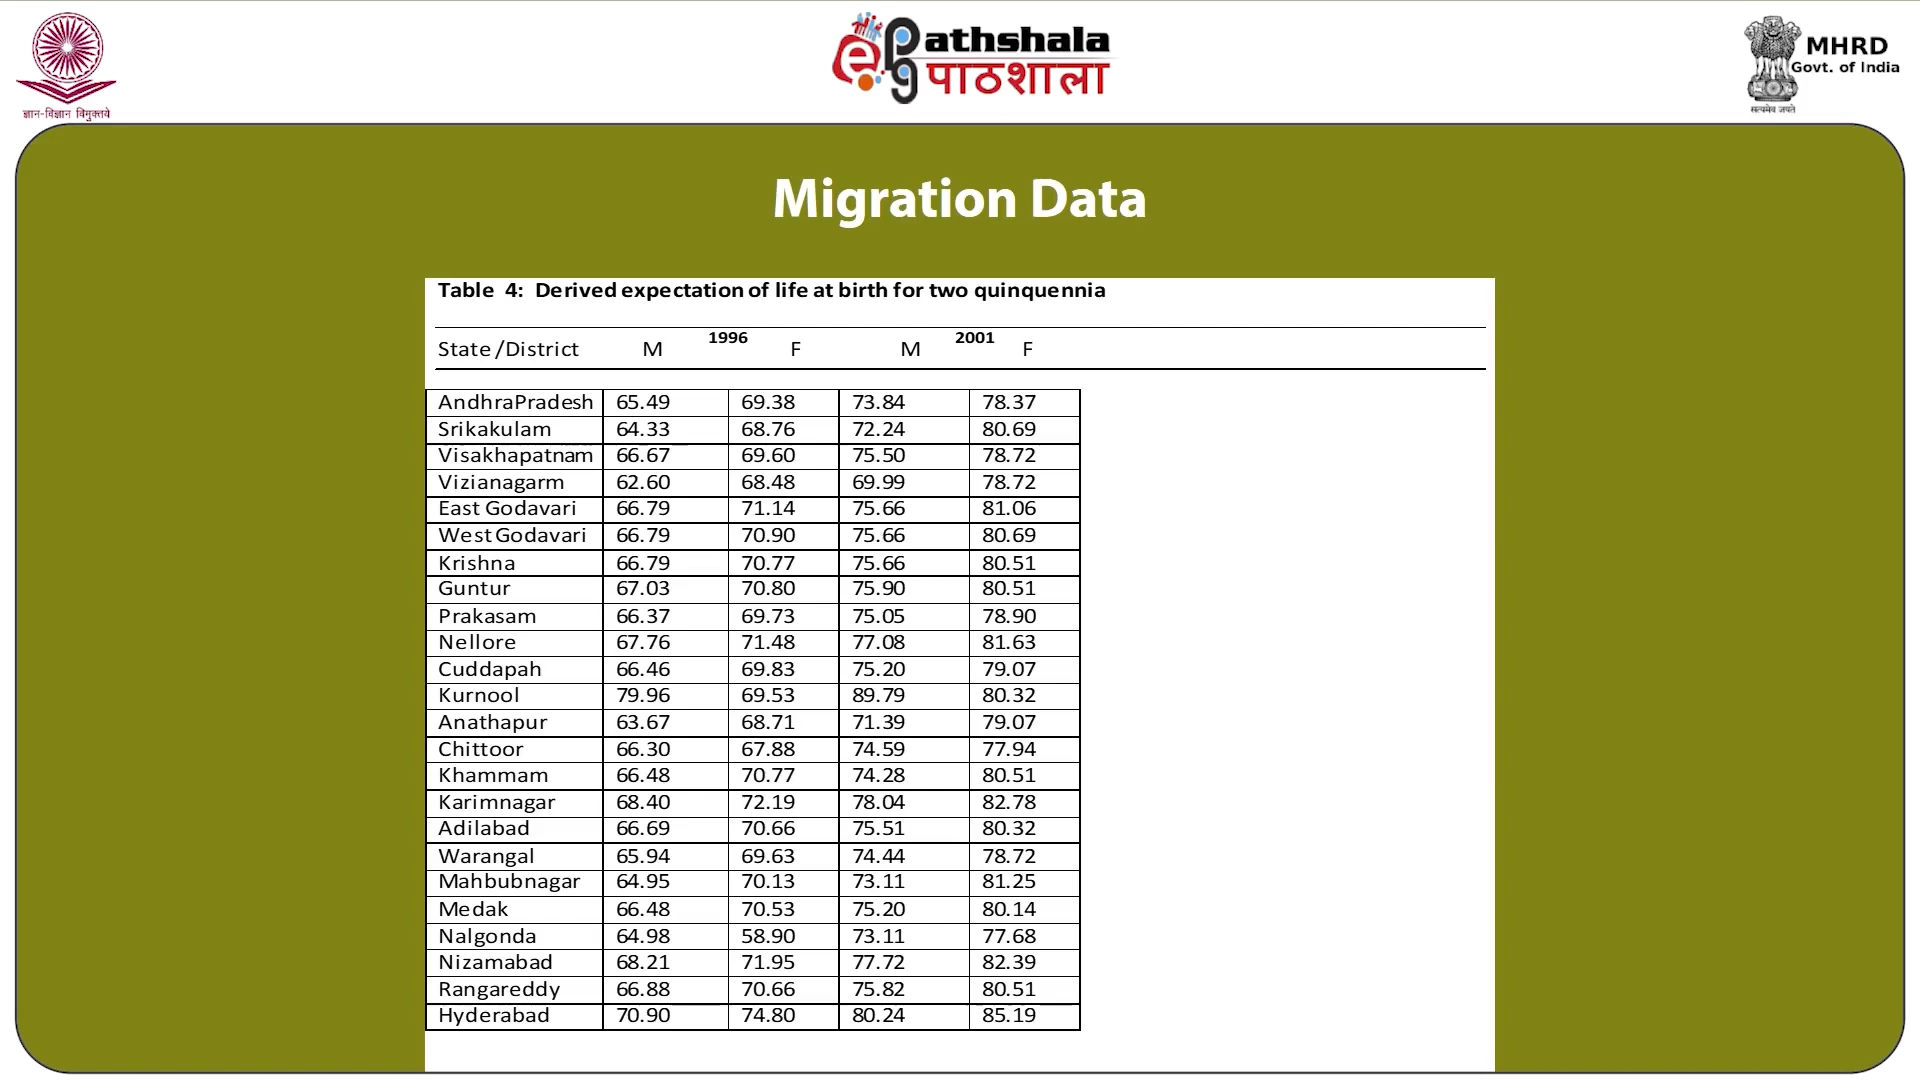 ज्ञान-विज्ञान विमुक्तये
ePG athshala
पाठशाला
MHRD
Govt. of India
सत्यमेव जयते
Migration Data
Table 4: Derived expectation of life at birth for two quinquennia
1996 2001
State/District M F M F
AndhraPradesh 65.49 69.38 73.84 78.37
Srikakulam 64.33 68.76 72.24 80.69
Visakhapatnam 66.67 69.60 75.50 78.72
Vizianagarm 62.60 68.48 69.99 78.72
East Godavari 66.79 71.14 75.66 81.06
West Godavari 66.79 70.90 75.66 80.69
Krishna 66.79 70.77 75.66 80.51
Guntur 67.03 70.80 75.90 80.51
Prakasam 66.37 69.73 75.05 78.90
Nellore 67.76 71.48 77.08 81.63
Cuddapah 66.46 69.83 75.20 79.07
Kurnool 79.96 69.53 89.79 80.32
Anathapur 63.67 68.71 71.39 79.07
Chittoor 66.30 67.88 74.59 77.94
Khammam 66.48 70.77 74.28 80.51
Karimnagar 68.40 72.19 78.04 82.78
Adilabad 66.69 70.66 75.51 80.32
Warangal 65.94 69.63 74.44 78.72
Mahbubnagar 64.95 70.13 73.11 81.25
Medak 66.48 70.53 75.20 80.14
Nalgonda 64.98 58.90 73.11 77.68
Nizamabad 68.21 71.95 77.72 82.39
Rangareddy 66.88 70.66 75.82 80.51
Hyderabad 70.90 74.80 80.24 85.19